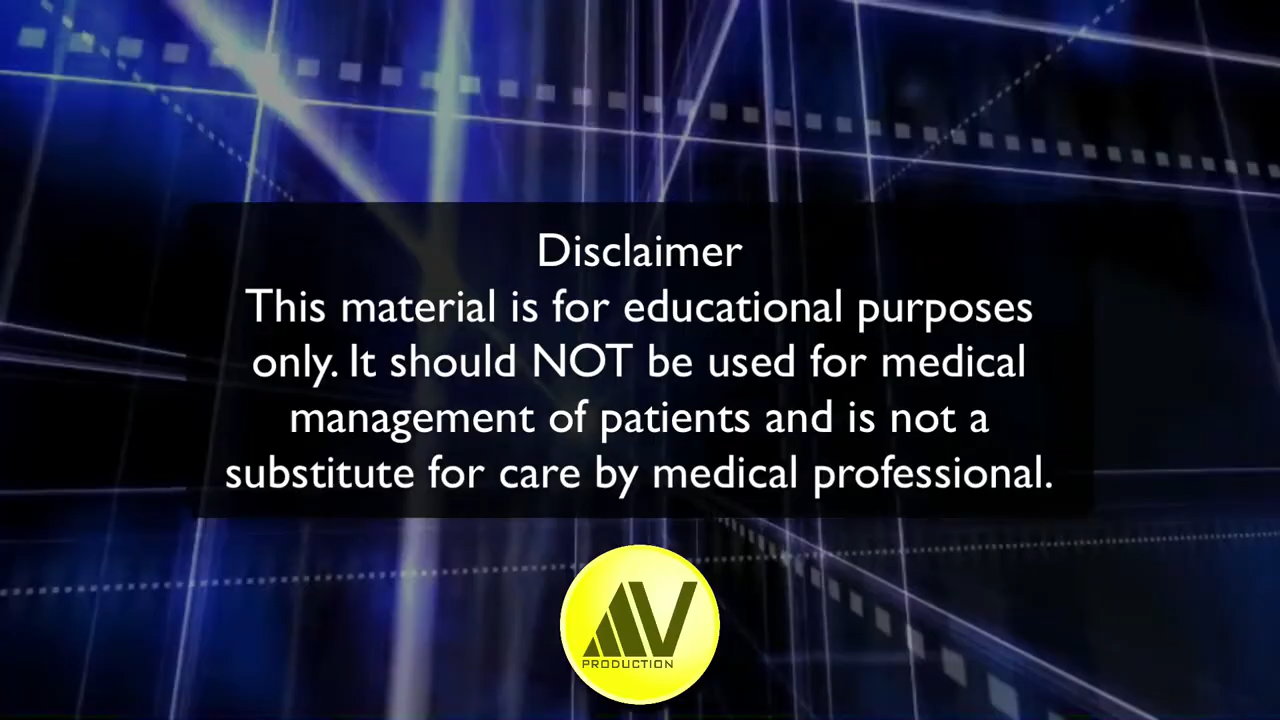 Disclaimer
This material is for educational purposes
only. It should NOT be used for medical
management of patients and is not a
substitute for care by medical professional.
AV
PRODUCTION